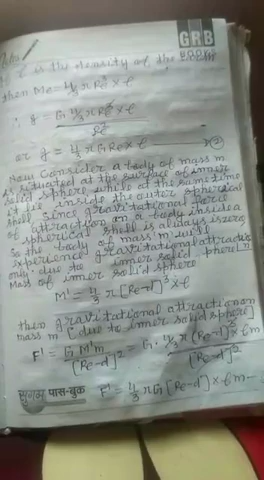 GRB
BOOKS
ρ is the density of the
then Me = 4/3 π Re³ × ρ
∴ g = G 4/3 π Re³ × ρ / Re²
or g = 4/3 π G Re × ρ — ②
Now Consider a body of mass m
is situated at the surface of inner
solid sphere while at the same time
it is inside the outer spherical
shell. Since gravitational force
of attraction on a body inside a
spherical shell is always is zero
So the body of mass m will
experience gravitational attraction
only due to inner solid sphere
Mass of inner solid sphere
M' = 4/3 π [Re-d]³ × ρ
then gravitational attraction on
mass m [due to inner solid sphere]
F' = G M' m / [Re-d]² = G. 4/3 π (Re-d)³ × ρm / [Re-d]²
F' = 4/3 π G [Re-d] × ρ m —
सुगम पास-बुक